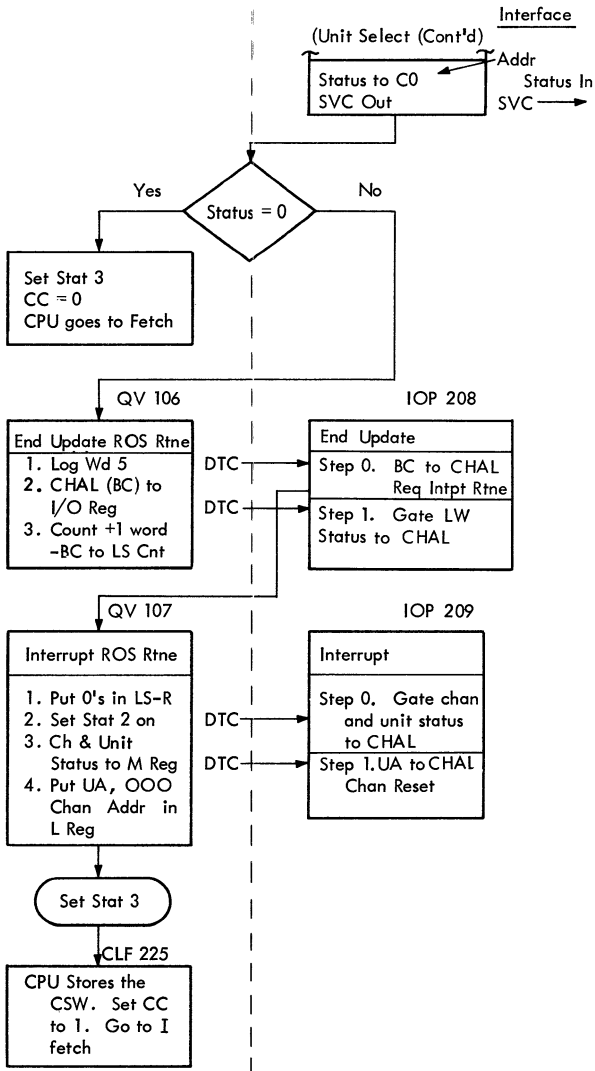 Interface
(Unit Select (Cont'd)
Addr
Status to C0
SVC Out
Status In
SVC
Yes
No
Status = 0
Set Stat 3
CC = 0
CPU goes to Fetch
QV 106
IOP 208
End Update ROS Rtne
1. Log Wd 5
2. CHAL (BC) to
I/O Reg
3. Count +1 word
-BC to LS Cnt
DTC
DTC
End Update
Step 0. BC to CHAL
Req Intpt Rtne
Step 1. Gate LW
Status to CHAL
QV 107
IOP 209
Interrupt ROS Rtne
1. Put 0's in LS-R
2. Set Stat 2 on
3. Ch & Unit
Status to M Reg
4. Put UA, OOO
Chan Addr in
L Reg
DTC
DTC
Interrupt
Step 0. Gate chan
and unit status
to CHAL
Step 1.UA to CHAL
Chan Reset
Set Stat 3
CLF 225
CPU Stores the
CSW. Set CC
to 1. Go to I
fetch